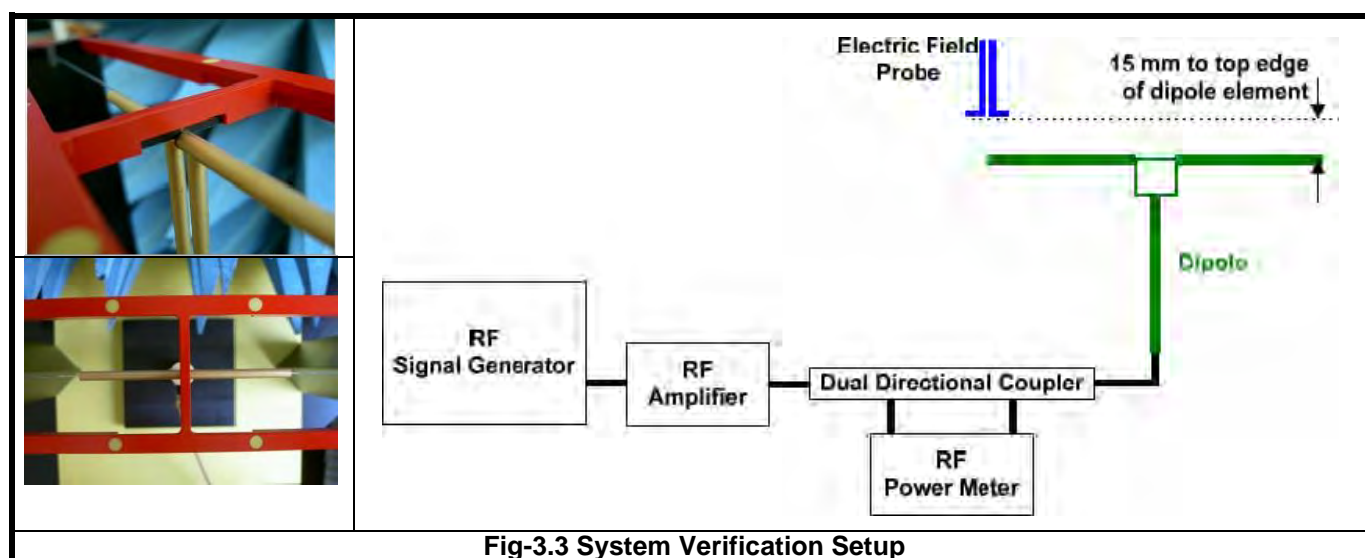 Electric Field
Probe
15 mm to top edge
of dipole element
Dipolo
RF
Signal Generator
RF
Amplifier
Dual Directional Coupler
RF
Power Meter
Fig-3.3 System Verification Setup